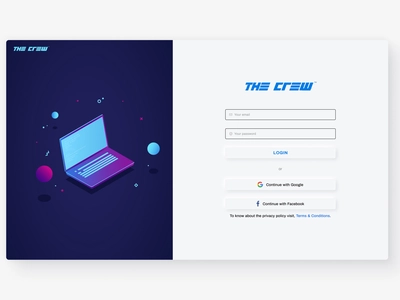 THE CREW
THE CREW
Your email
Your password
LOGIN
or
Continue with Google
Continue with Facebook
To know about the privacy policy visit, Terms & Conditions.